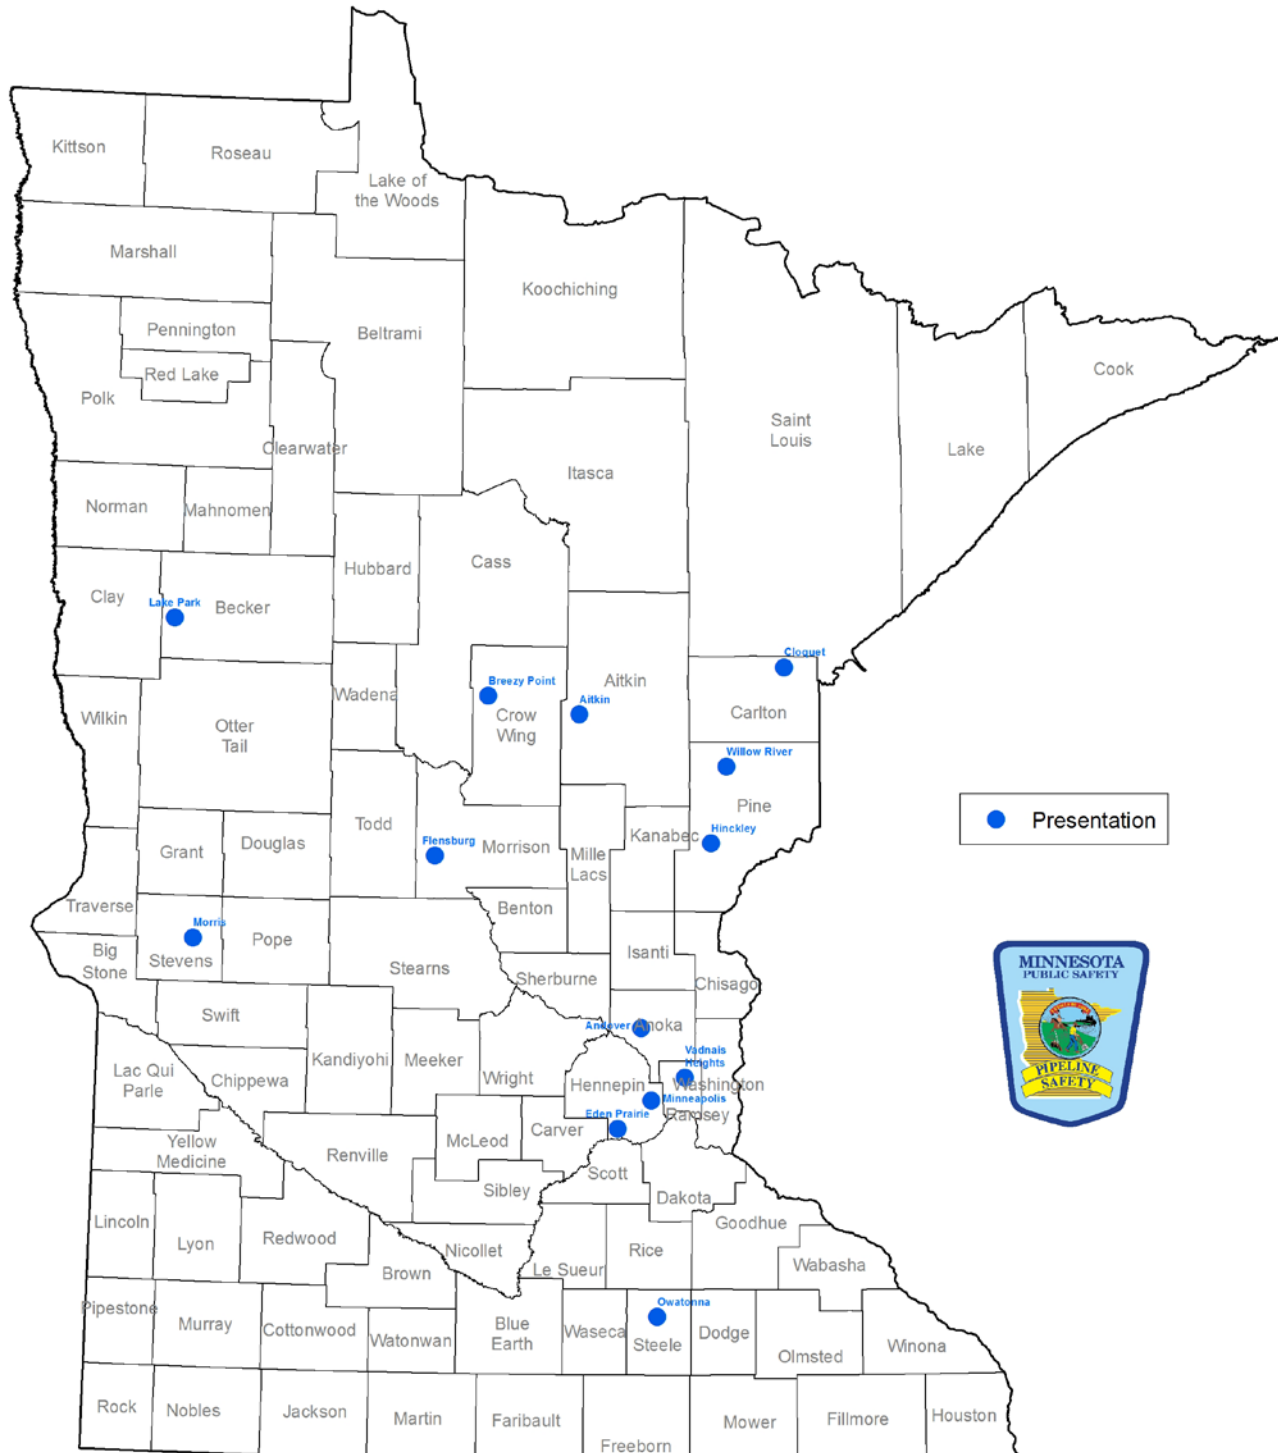 Kittson
Roseau
Lake of
the Woods
Marshall
Koochiching
Pennington
Beltrami
Red Lake
Polk
Cook
Saint
Louis
Clearwater
Lake
Itasca
Norman
Mahnomen
Hubbard
Cass
Clay
Lake Park
Becker
Cloquet
Breezy Point
Aitkin
Aitkin
Wadena
Crow
Wing
Carlton
Wilkin
Otter
Tail
Willow River
Pine
Todd
Hinckley
Kanabec
Flensburg
Morrison
Presentation
Grant
Douglas
Mille
Lacs
Traverse
Benton
Morris
Big
Stone
Stevens
Pope
Stearns
Isanti
Sherburne
Chisago
MINNESOTA
PUBLIC SAFETY
PIPELINE
SAFETY
Swift
Andover
Anoka
Kandiyohi
Meeker
Vadnais
Heights
Lac Qui
Parle
Chippewa
Wright
Hennepin
Washington
Minneapolis
Ramsey
Eden Prairie
Carver
McLeod
Yellow
Medicine
Renville
Scott
Sibley
Dakota
Lincoln
Lyon
Redwood
Nicollet
Goodhue
Rice
Le Sueur
Brown
Wabasha
Pipestone
Murray
Cottonwood
Watonwan
Blue
Earth
Waseca
Owatonna
Steele
Dodge
Olmsted
Winona
Rock
Nobles
Jackson
Martin
Faribault
Freeborn
Mower
Fillmore
Houston